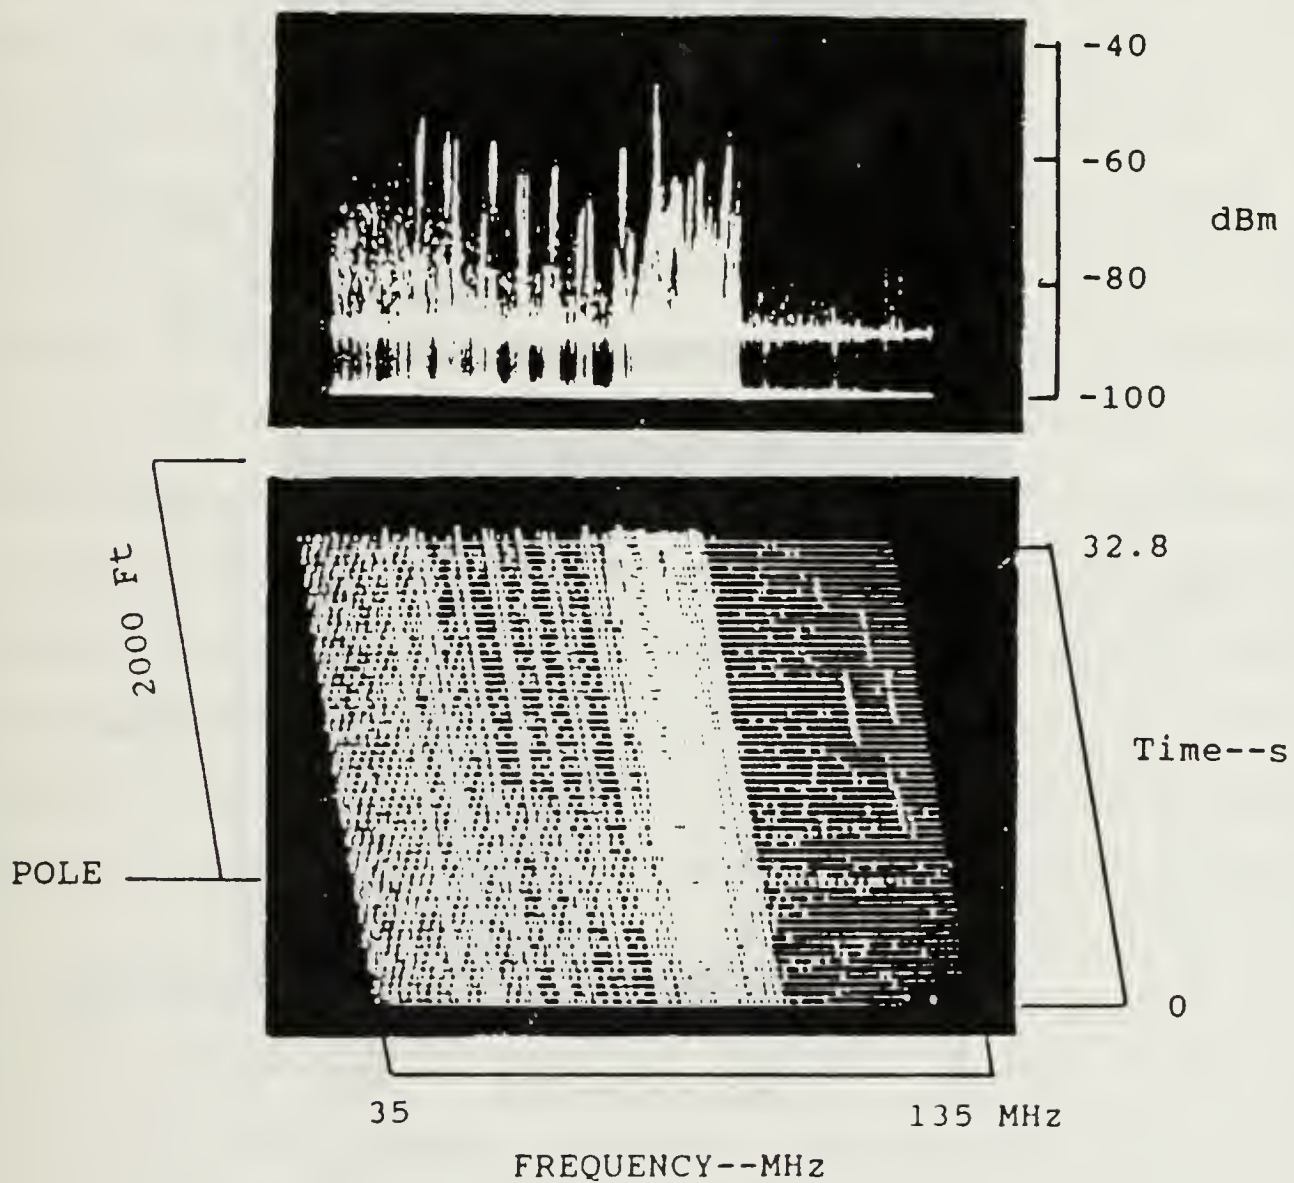 -40
-60
dBm
-80
-100
2000 Ft
32.8
Time--s
POLE
0
35
135 MHz
FREQUENCY--MHz